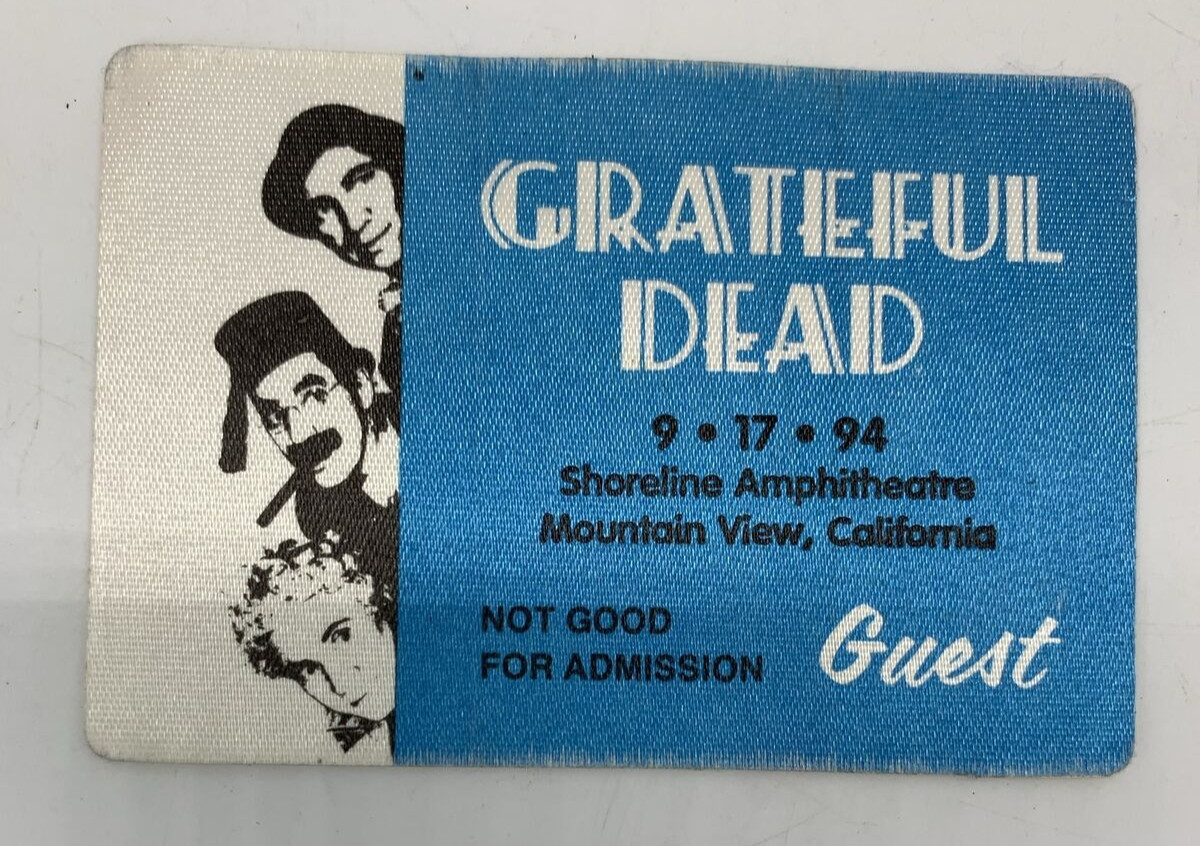 GRATEFUL
DEAD
9 • 17 • 94
Shoreline Amphitheatre
Mountain View, California
NOT GOOD
FOR ADMISSION
Guest